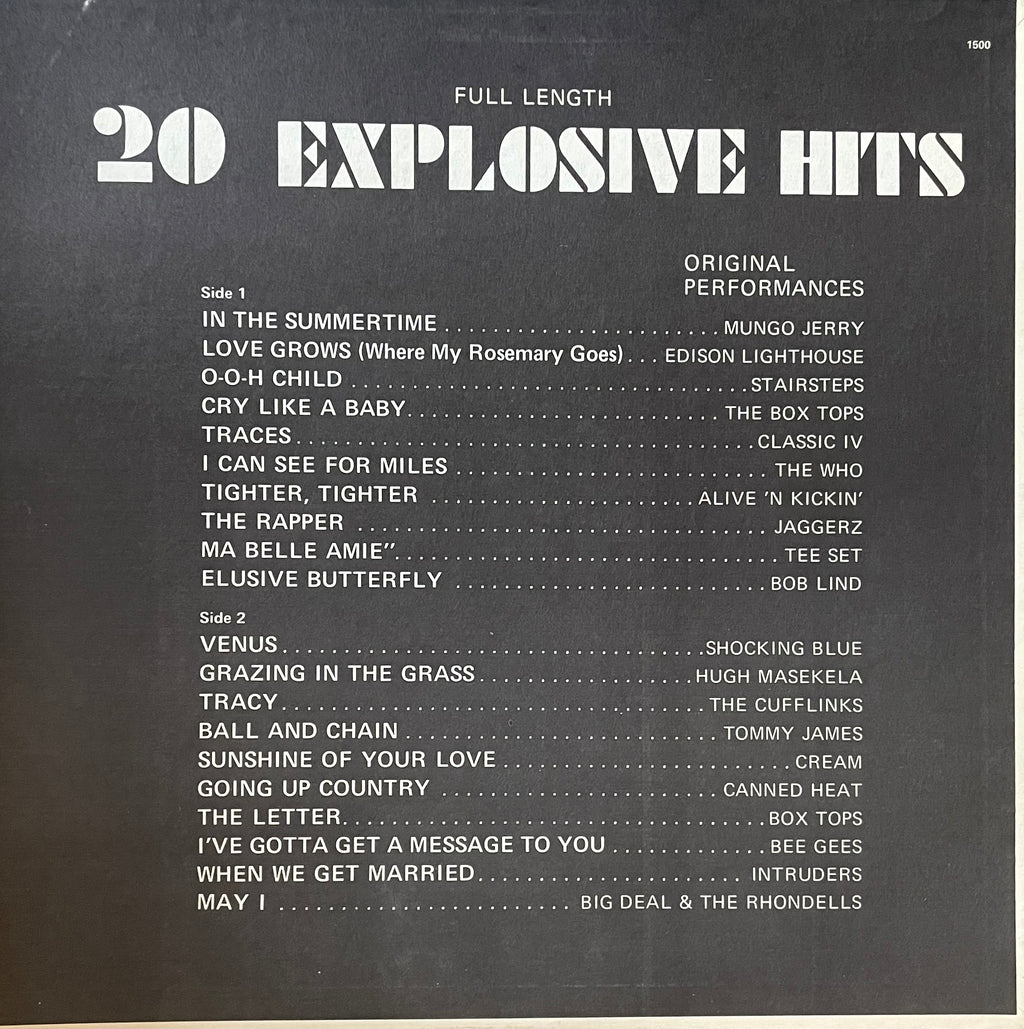 1500
FULL LENGTH
20 EXPLOSIVE HITS
ORIGINAL
PERFORMANCES
Side 1
IN THE SUMMERTIME ....................... MUNGO JERRY
LOVE GROWS (Where My Rosemary Goes) ... EDISON LIGHTHOUSE
O-O-H CHILD ................................. STAIRSTEPS
CRY LIKE A BABY.......................... THE BOX TOPS
TRACES...................................... CLASSIC IV
I CAN SEE FOR MILES .......................... THE WHO
TIGHTER, TIGHTER ...................... ALIVE 'N KICKIN'
THE RAPPER .................................. JAGGERZ
MA BELLE AMIE”................................ TEE SET
ELUSIVE BUTTERFLY .......................... BOB LIND
Side 2
VENUS................................... SHOCKING BLUE
GRAZING IN THE GRASS.................. HUGH MASEKELA
TRACY................................... THE CUFFLINKS
BALL AND CHAIN .......................... TOMMY JAMES
SUNSHINE OF YOUR LOVE ........................ CREAM
GOING UP COUNTRY ....................... CANNED HEAT
THE LETTER................................... BOX TOPS
I'VE GOTTA GET A MESSAGE TO YOU ............. BEE GEES
WHEN WE GET MARRIED...................... INTRUDERS
MAY I ........................ BIG DEAL & THE RHONDELLS